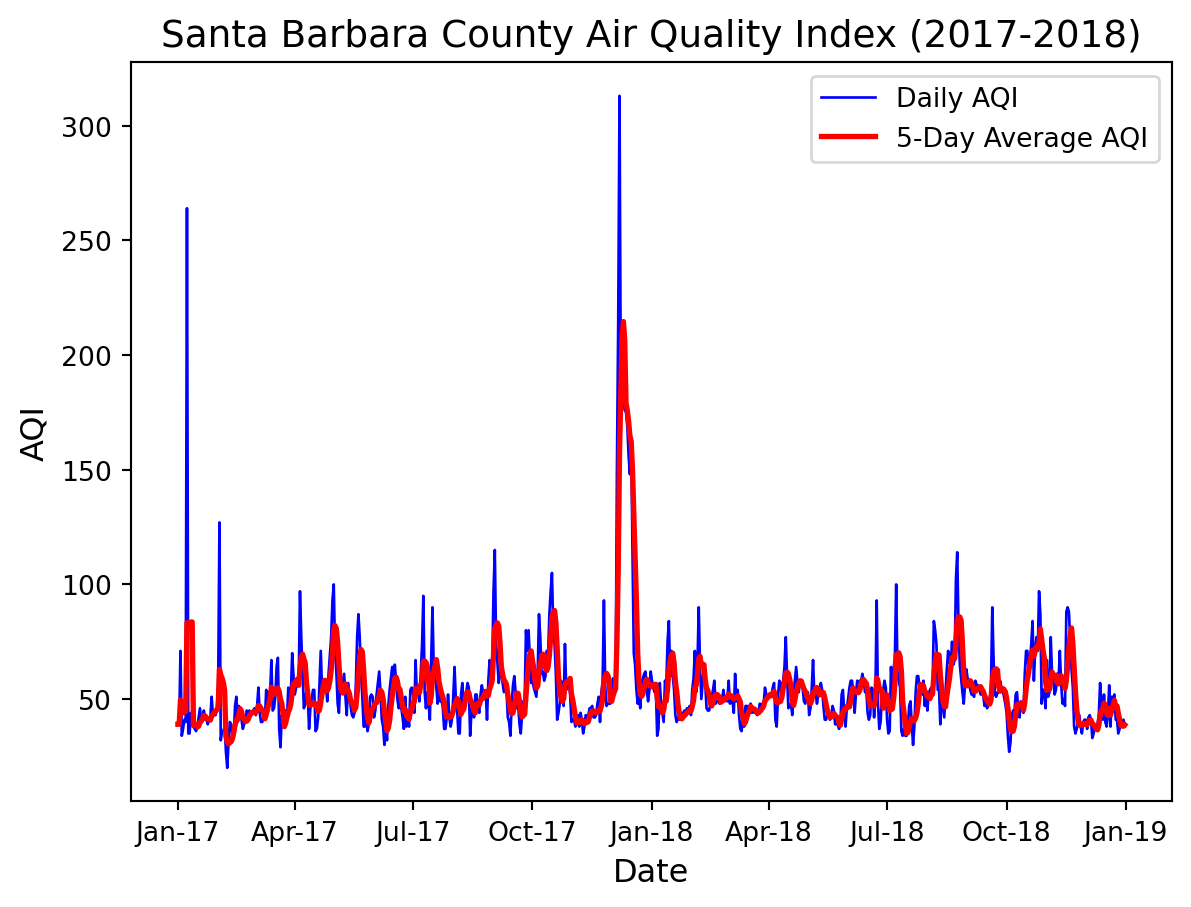 Santa Barbara County Air Quality Index (2017-2018)
Daily AQI
5-Day Average AQI
300
250
200
150
100
50
AQI
Jan-17 Apr-17 Jul-17 Oct-17 Jan-18 Apr-18 Jul-18 Oct-18 Jan-19
Date